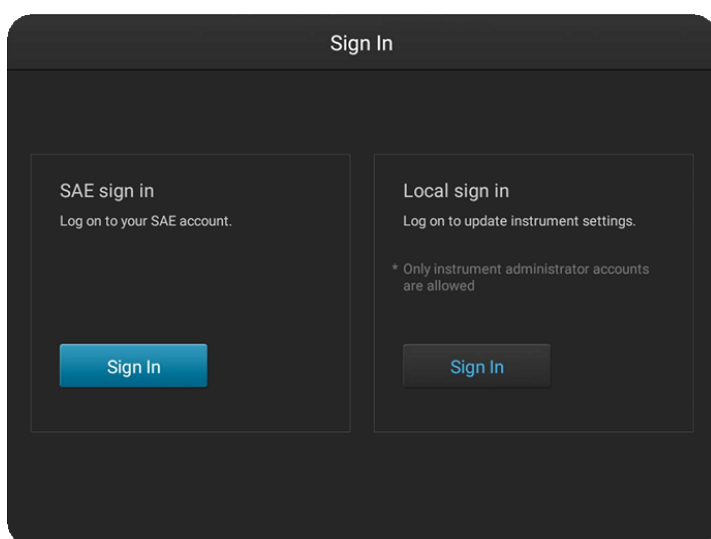 Sign In
SAE sign in
Log on to your SAE account.
Sign In
Local sign in
Log on to update instrument settings.
* Only instrument administrator accounts
are allowed
Sign In